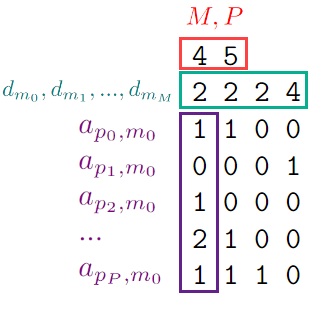 M, P
4 5
d_{m_0}, d_{m_1}, ..., d_{m_M} 2 2 2 4
a_{p_0,m_0} 1 1 0 0
a_{p_1,m_0} 0 0 0 1
a_{p_2,m_0} 1 0 0 0
... 2 1 0 0
a_{p_P,m_0} 1 1 1 0